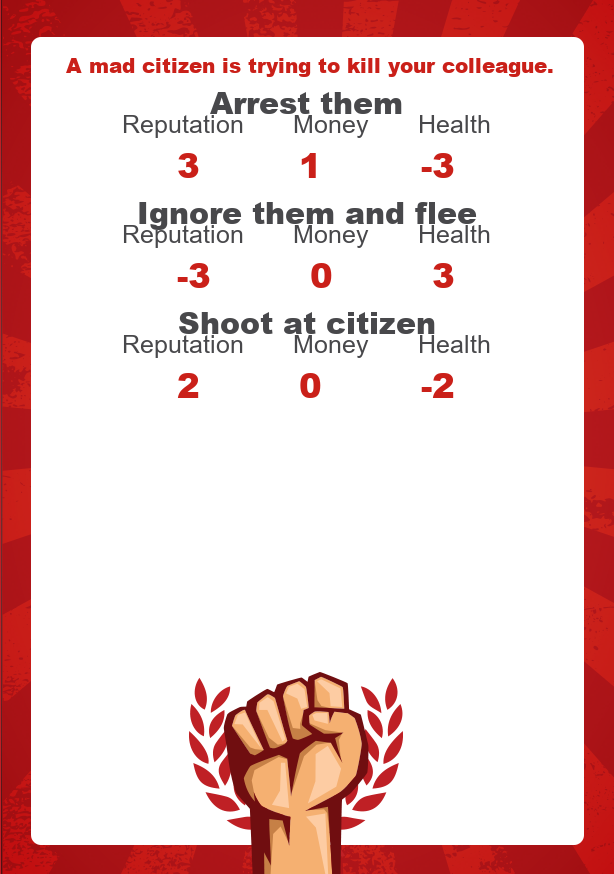 A mad citizen is trying to kill your colleague.
Arrest them
Reputation Money Health
3 1 -3
Ignore them and flee
Reputation Money Health
-3 0 3
Shoot at citizen
Reputation Money Health
2 0 -2